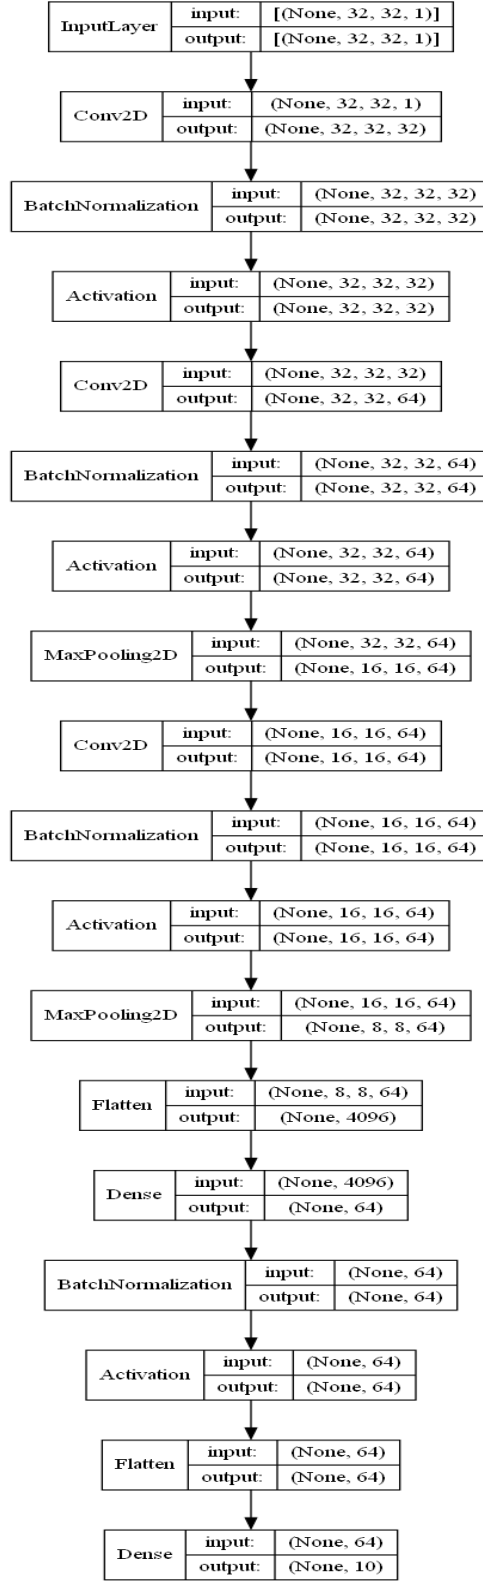 InputLayer
input: [(None, 32, 32, 1)]
output: [(None, 32, 32, 1)]
Conv2D
input: (None, 32, 32, 1)
output: (None, 32, 32, 32)
BatchNormalization
input: (None, 32, 32, 32)
output: (None, 32, 32, 32)
Activation
input: (None, 32, 32, 32)
output: (None, 32, 32, 32)
Conv2D
input: (None, 32, 32, 32)
output: (None, 32, 32, 64)
BatchNormalization
input: (None, 32, 32, 64)
output: (None, 32, 32, 64)
Activation
input: (None, 32, 32, 64)
output: (None, 32, 32, 64)
MaxPooling2D
input: (None, 32, 32, 64)
output: (None, 16, 16, 64)
Conv2D
input: (None, 16, 16, 64)
output: (None, 16, 16, 64)
BatchNormalization
input: (None, 16, 16, 64)
output: (None, 16, 16, 64)
Activation
input: (None, 16, 16, 64)
output: (None, 16, 16, 64)
MaxPooling2D
input: (None, 16, 16, 64)
output: (None, 8, 8, 64)
Flatten
input: (None, 8, 8, 64)
output: (None, 4096)
Dense
input: (None, 4096)
output: (None, 64)
BatchNormalization
input: (None, 64)
output: (None, 64)
Activation
input: (None, 64)
output: (None, 64)
Flatten
input: (None, 64)
output: (None, 64)
Dense
input: (None, 64)
output: (None, 10)